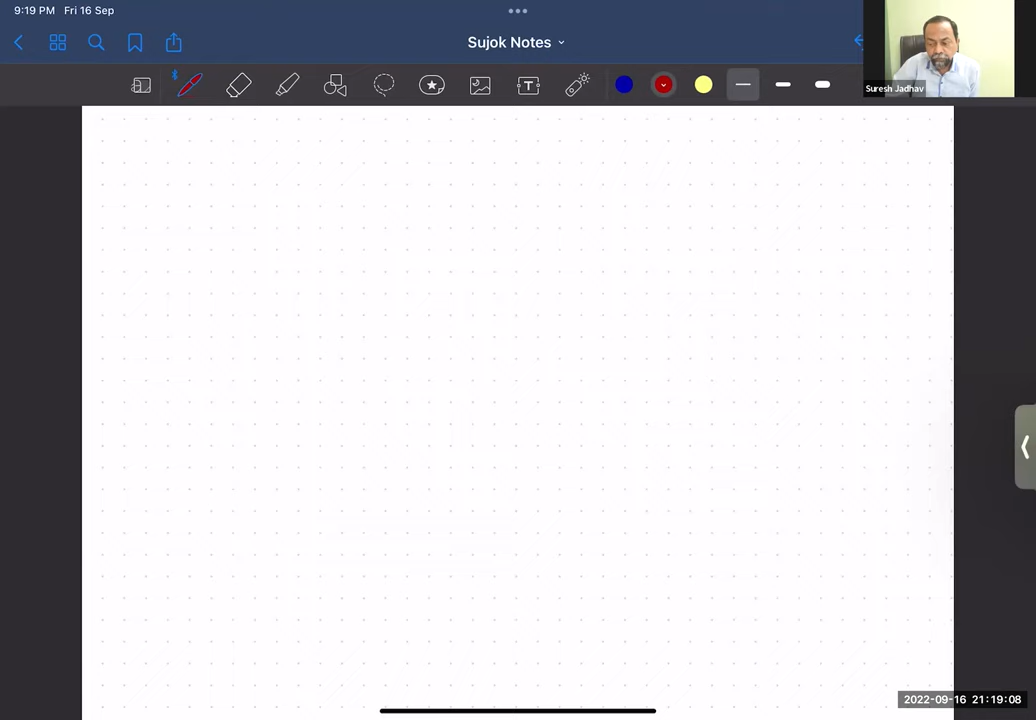 9:19 PM Fri 16 Sep
Sujok Notes
T
Suresh Jadhav
2022-09-16 21:19:08